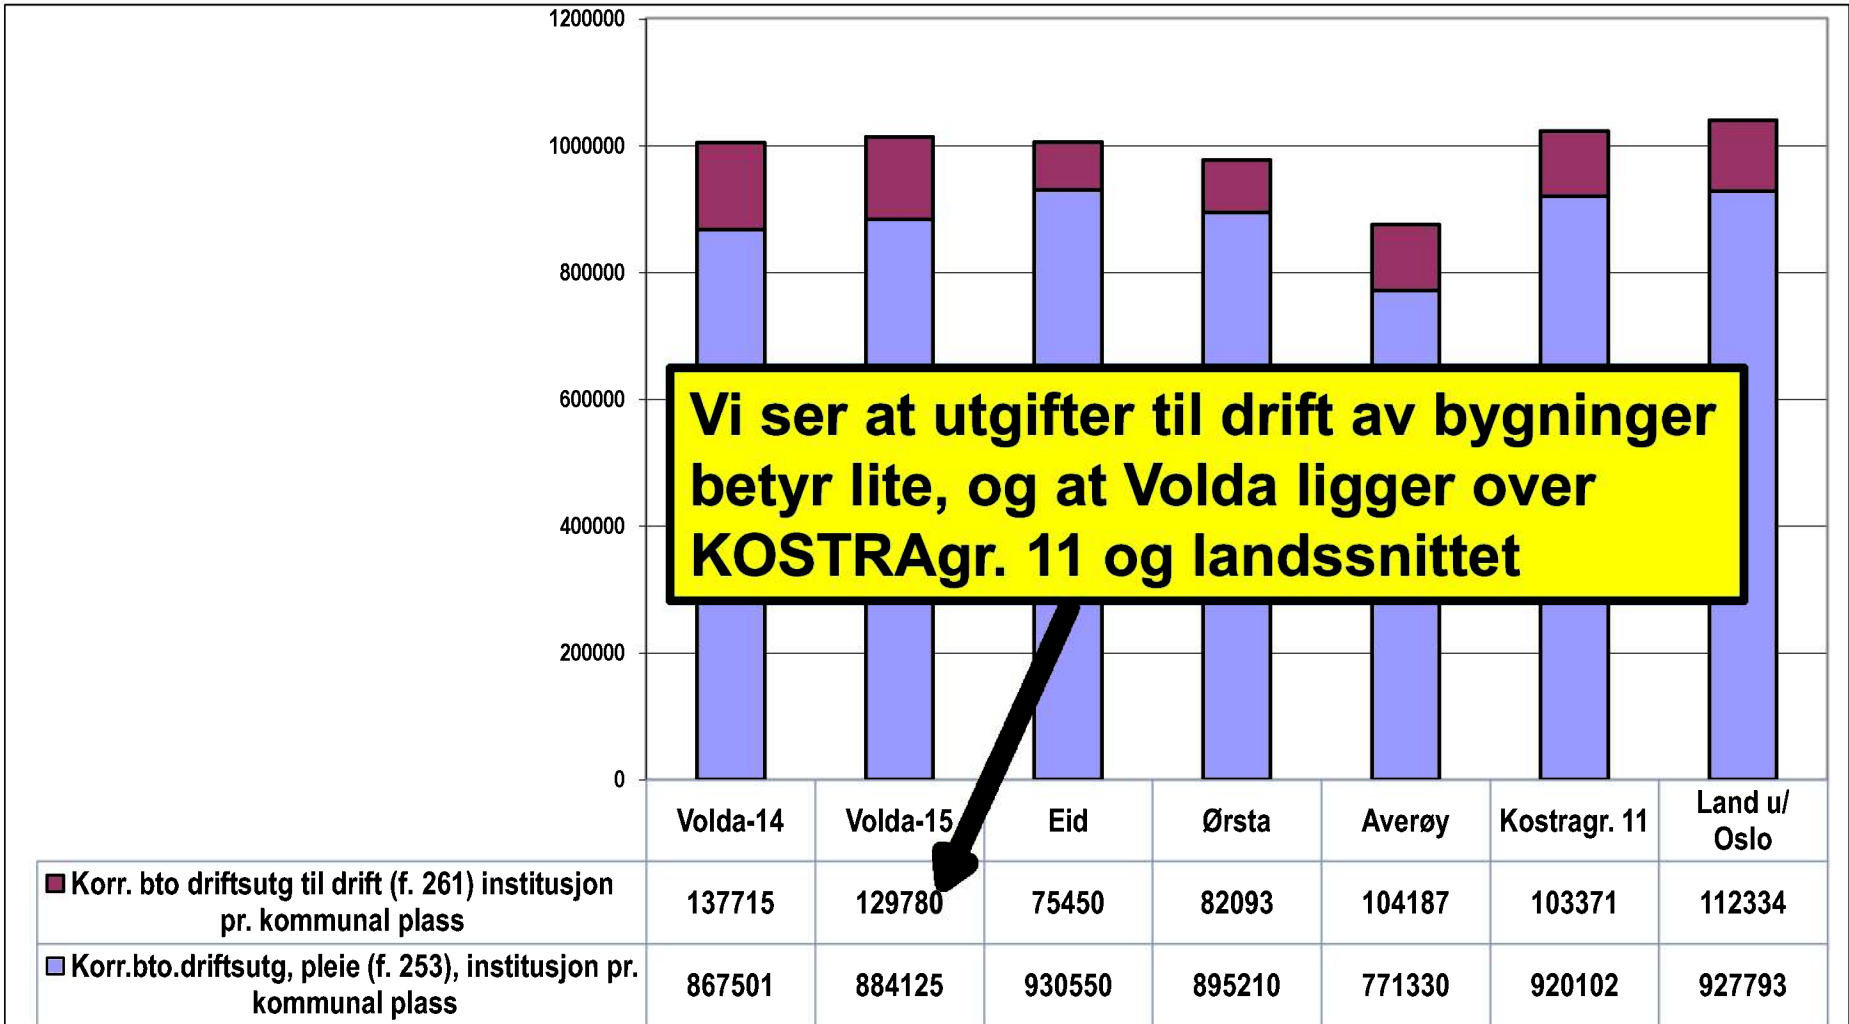 1200000
1000000
800000
600000
400000
200000
0
Vi ser at utgifter til drift av bygninger
betyr lite, og at Volda ligger over
KOSTRAgr. 11 og landssnittet
Volda-14 Volda-15 Eid Ørsta Averøy Kostragr. 11 Land u/
Oslo
Korr. bto driftsutg til drift (f. 261) institusjon
pr. kommunal plass
137715 129780 75450 82093 104187 103371 112334
Korr.bto.driftsutg, pleie (f. 253), institusjon pr.
kommunal plass
867501 884125 930550 895210 771330 920102 927793